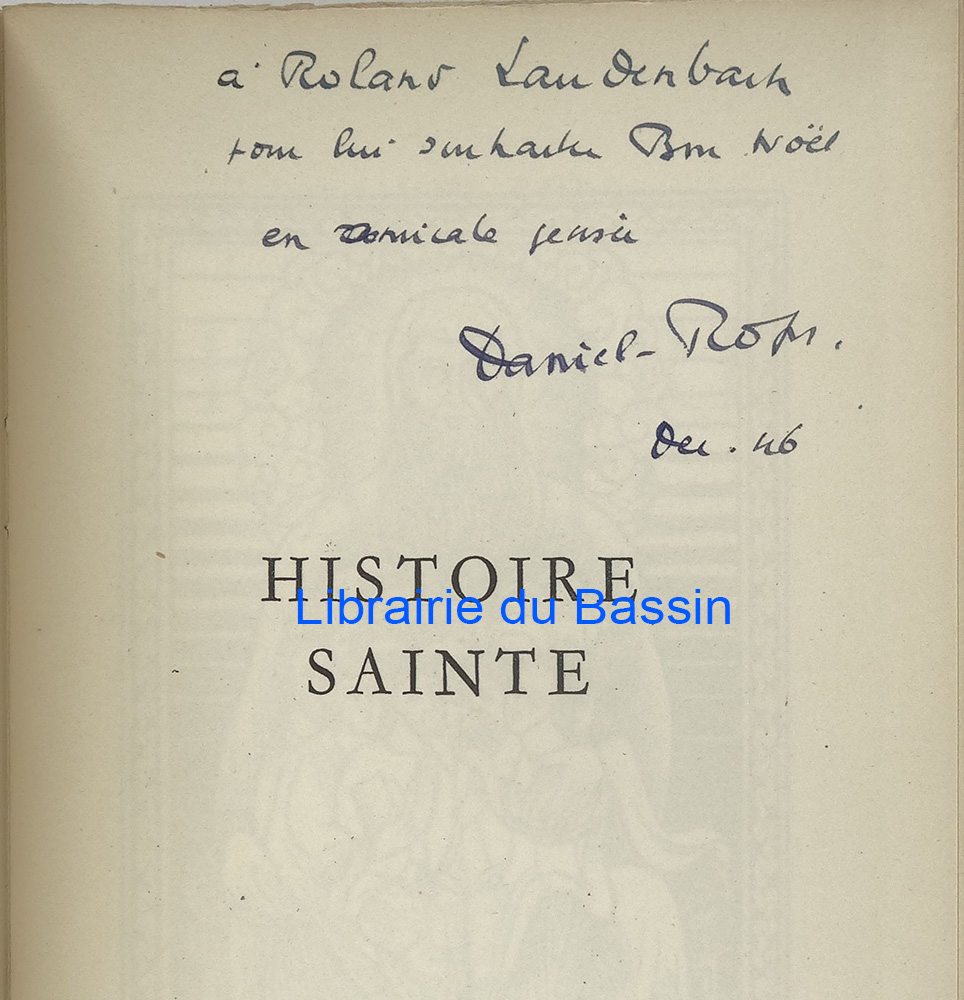 à Roland Laudenbach
pour lui souhaiter Bon Noël
en amicale pensée
Daniel-Rops.
Dec. 46
HISTOIRE
Librairie du Bassin
SAINTE